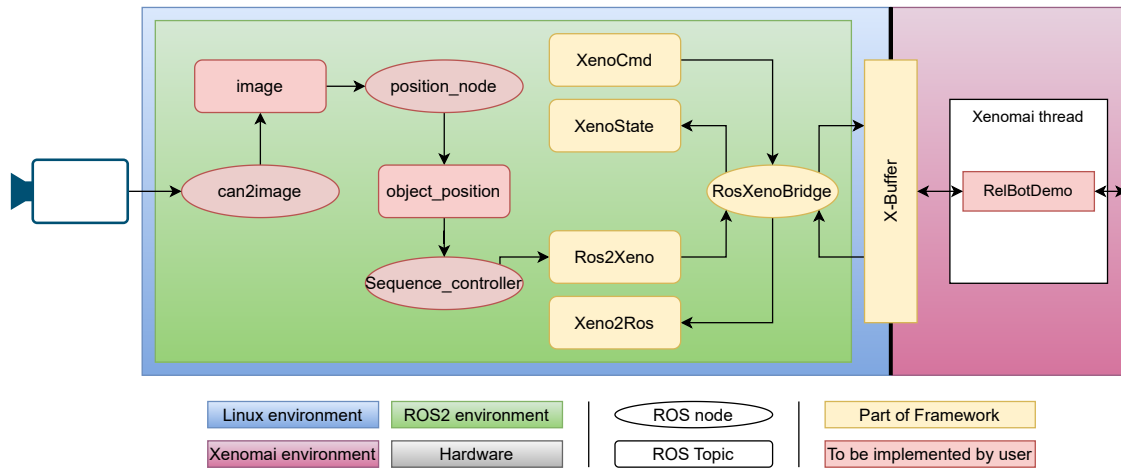 XenoCmd
image
position_node
XenoState
Xenomai thread
can2image
object_position
RosXenoBridge
X-Buffer
RelBotDemo
Ros2Xeno
Sequence_controller
Xeno2Ros
Linux environment
ROS2 environment
ROS node
Part of Framework
Xenomai environment
Hardware
ROS Topic
To be implemented by user